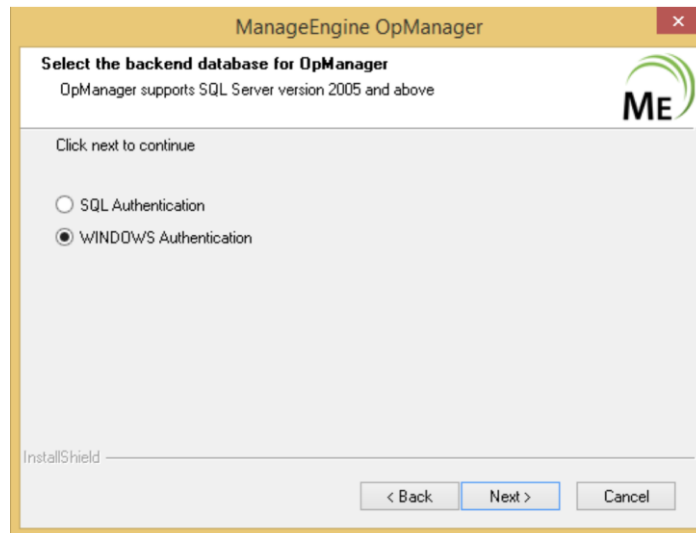 ManageEngine OpManager
Select the backend database for OpManager
OpManager supports SQL Server version 2005 and above
ME
Click next to continue
SQL Authentication
WINDOWS Authentication
InstallShield
< Back Next > Cancel